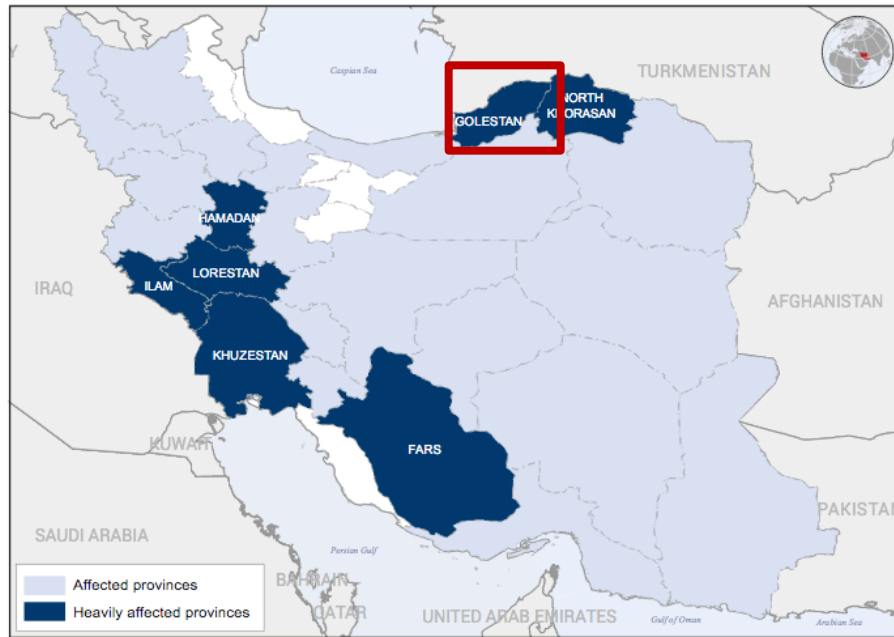 Caspian Sea
TURKMENISTAN
GOLESTAN
NORTH
KHORASAN
HAMADAN
LORESTAN
ILAM
IRAQ
AFGHANISTAN
KHUZESTAN
KUWAIT
FARS
PAKISTAN
SAUDI ARABIA
Persian Gulf
Affected provinces
Heavily affected provinces
BAHRAIN
QATAR
UNITED ARAB EMIRATES
Gulf of Oman
Arabian Sea